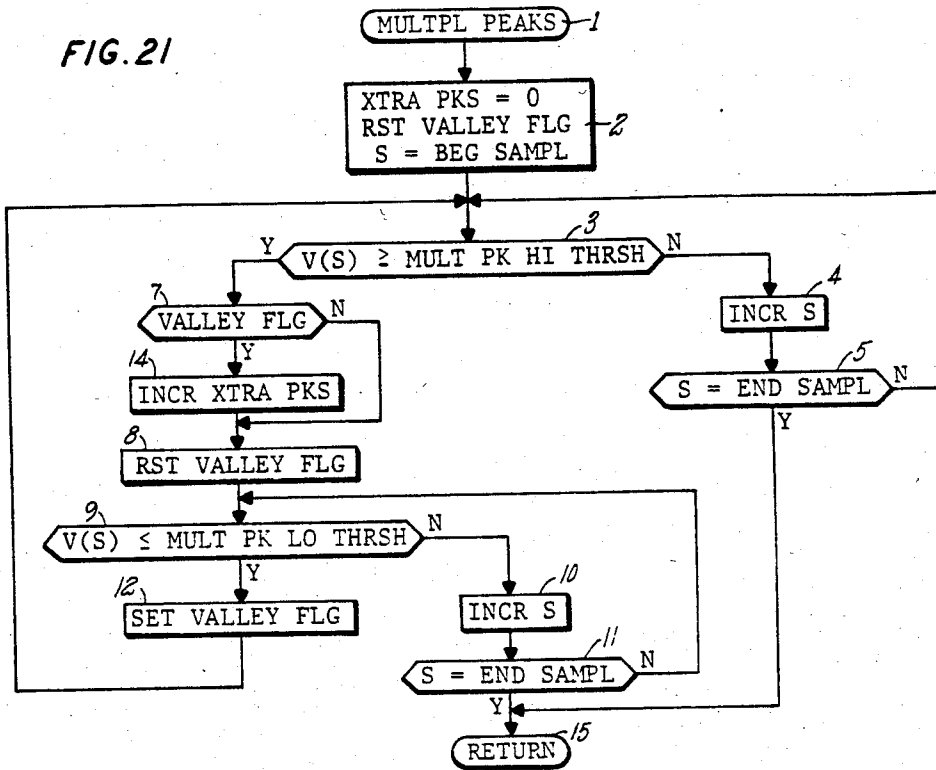 FIG. 21
MULTPL PEAKS
1
XTRA PKS = 0
RST VALLEY FLG
S = BEG SAMPL
2
3
Y
V(S) ≥ MULT PK HI THRSH
N
7
VALLEY FLG
N
Y
4
INCR S
14
INCR XTRA PKS
5
S = END SAMPL
N
Y
8
RST VALLEY FLG
9
V(S) ≤ MULT PK LO THRSH
N
Y
12
SET VALLEY FLG
10
INCR S
11
S = END SAMPL
N
Y
15
RETURN